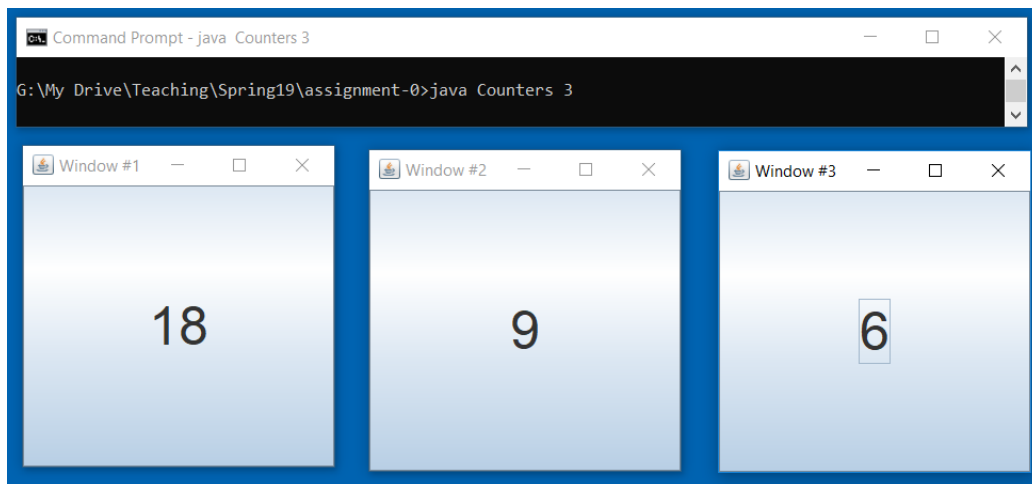 Command Prompt - java  Counters 3
G:\My Drive\Teaching\Spring19\assignment-0>java Counters 3
Window #1
Window #2
Window #3
18
9
6